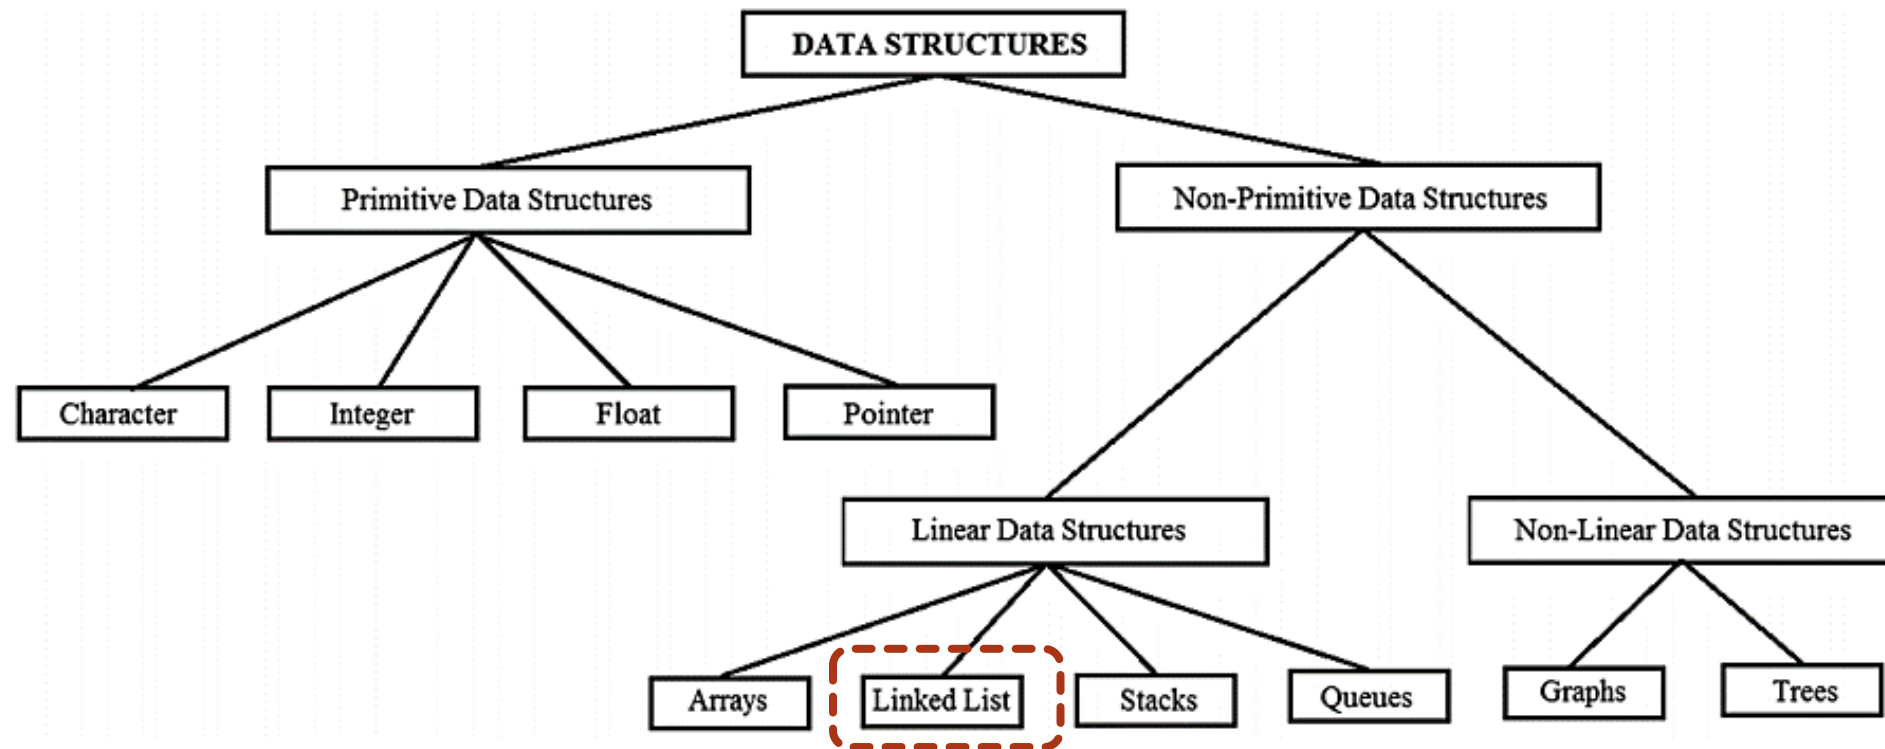 DATA STRUCTURES
Primitive Data Structures
Non-Primitive Data Structures
Character
Integer
Float
Pointer
Linear Data Structures
Non-Linear Data Structures
Arrays
Linked List
Stacks
Queues
Graphs
Trees